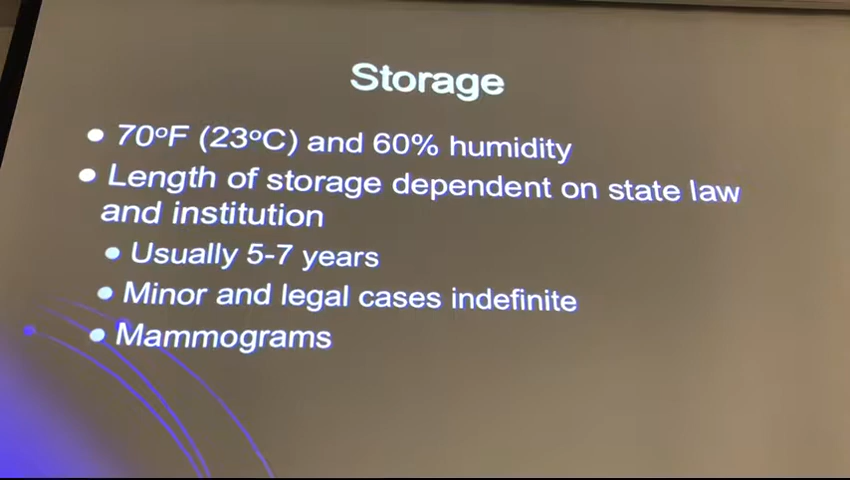 Storage
• 70ºF (23ºC) and 60% humidity
• Length of storage dependent on state law
and institution
• Usually 5-7 years
• Minor and legal cases indefinite
• Mammograms